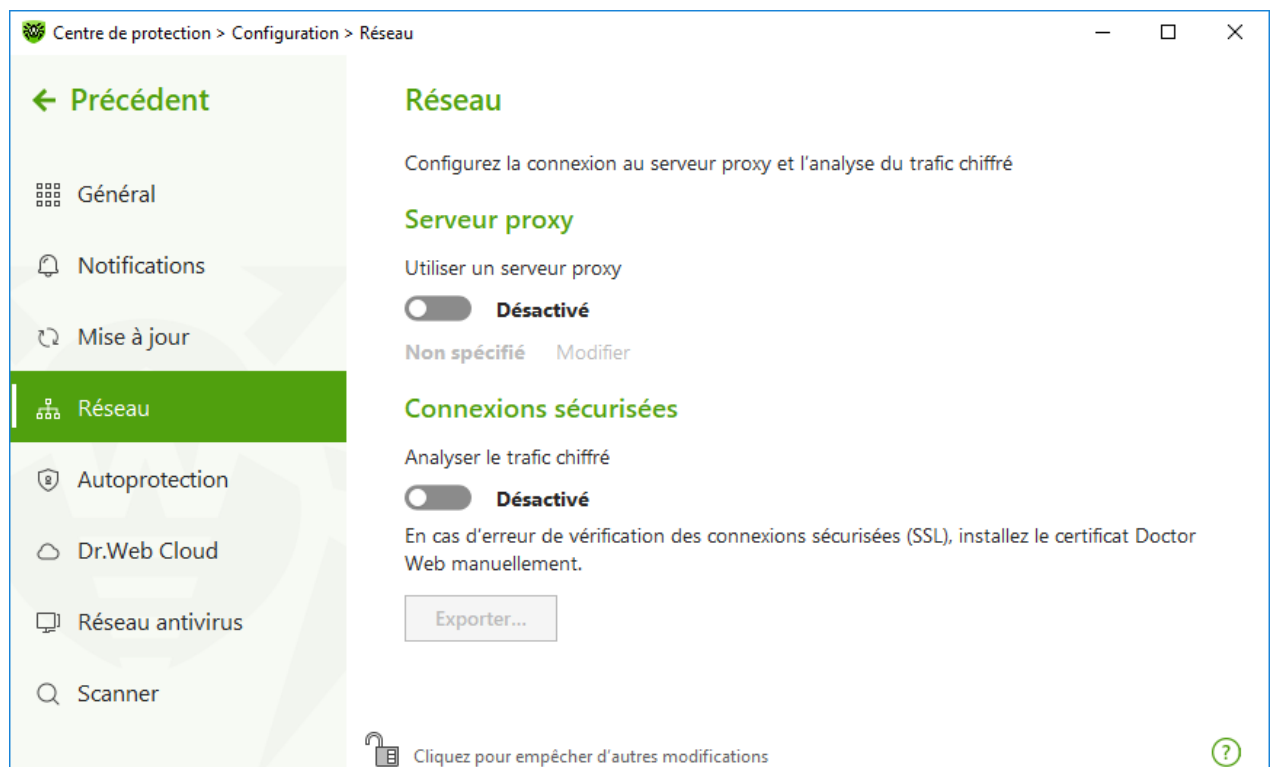 Centre de protection > Configuration > Réseau
Précédent
Général
Notifications
Mise à jour
Réseau
Autoprotection
Dr.Web Cloud
Réseau antivirus
Scanner
Réseau
Configurez la connexion au serveur proxy et l'analyse du trafic chiffré
Serveur proxy
Utiliser un serveur proxy
Désactivé
Non spécifié Modifier
Connexions sécurisées
Analyser le trafic chiffré
Désactivé
En cas d'erreur de vérification des connexions sécurisées (SSL), installez le certificat Doctor
Web manuellement.
Exporter...
Cliquez pour empêcher d'autres modifications
?